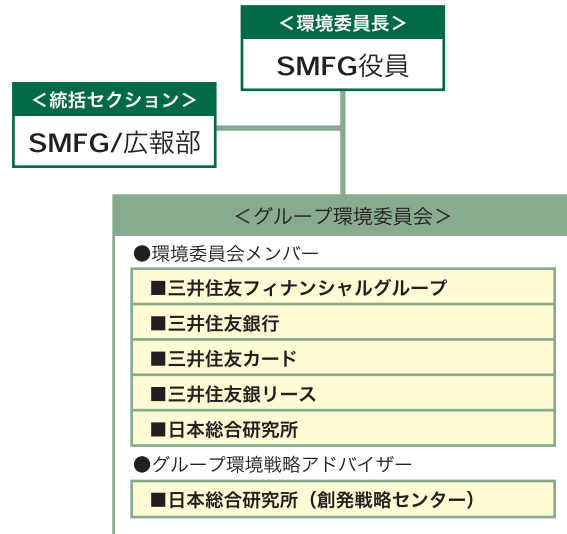 ＜環境委員長＞
SMFG役員
＜統括セクション＞
SMFG/広報部
＜グループ環境委員会＞
●環境委員会メンバー
■三井住友フィナンシャルグループ
■三井住友銀行
■三井住友カード
■三井住友銀リース
■日本総合研究所
●グループ環境戦略アドバイザー
■日本総合研究所（創発戦略センター）